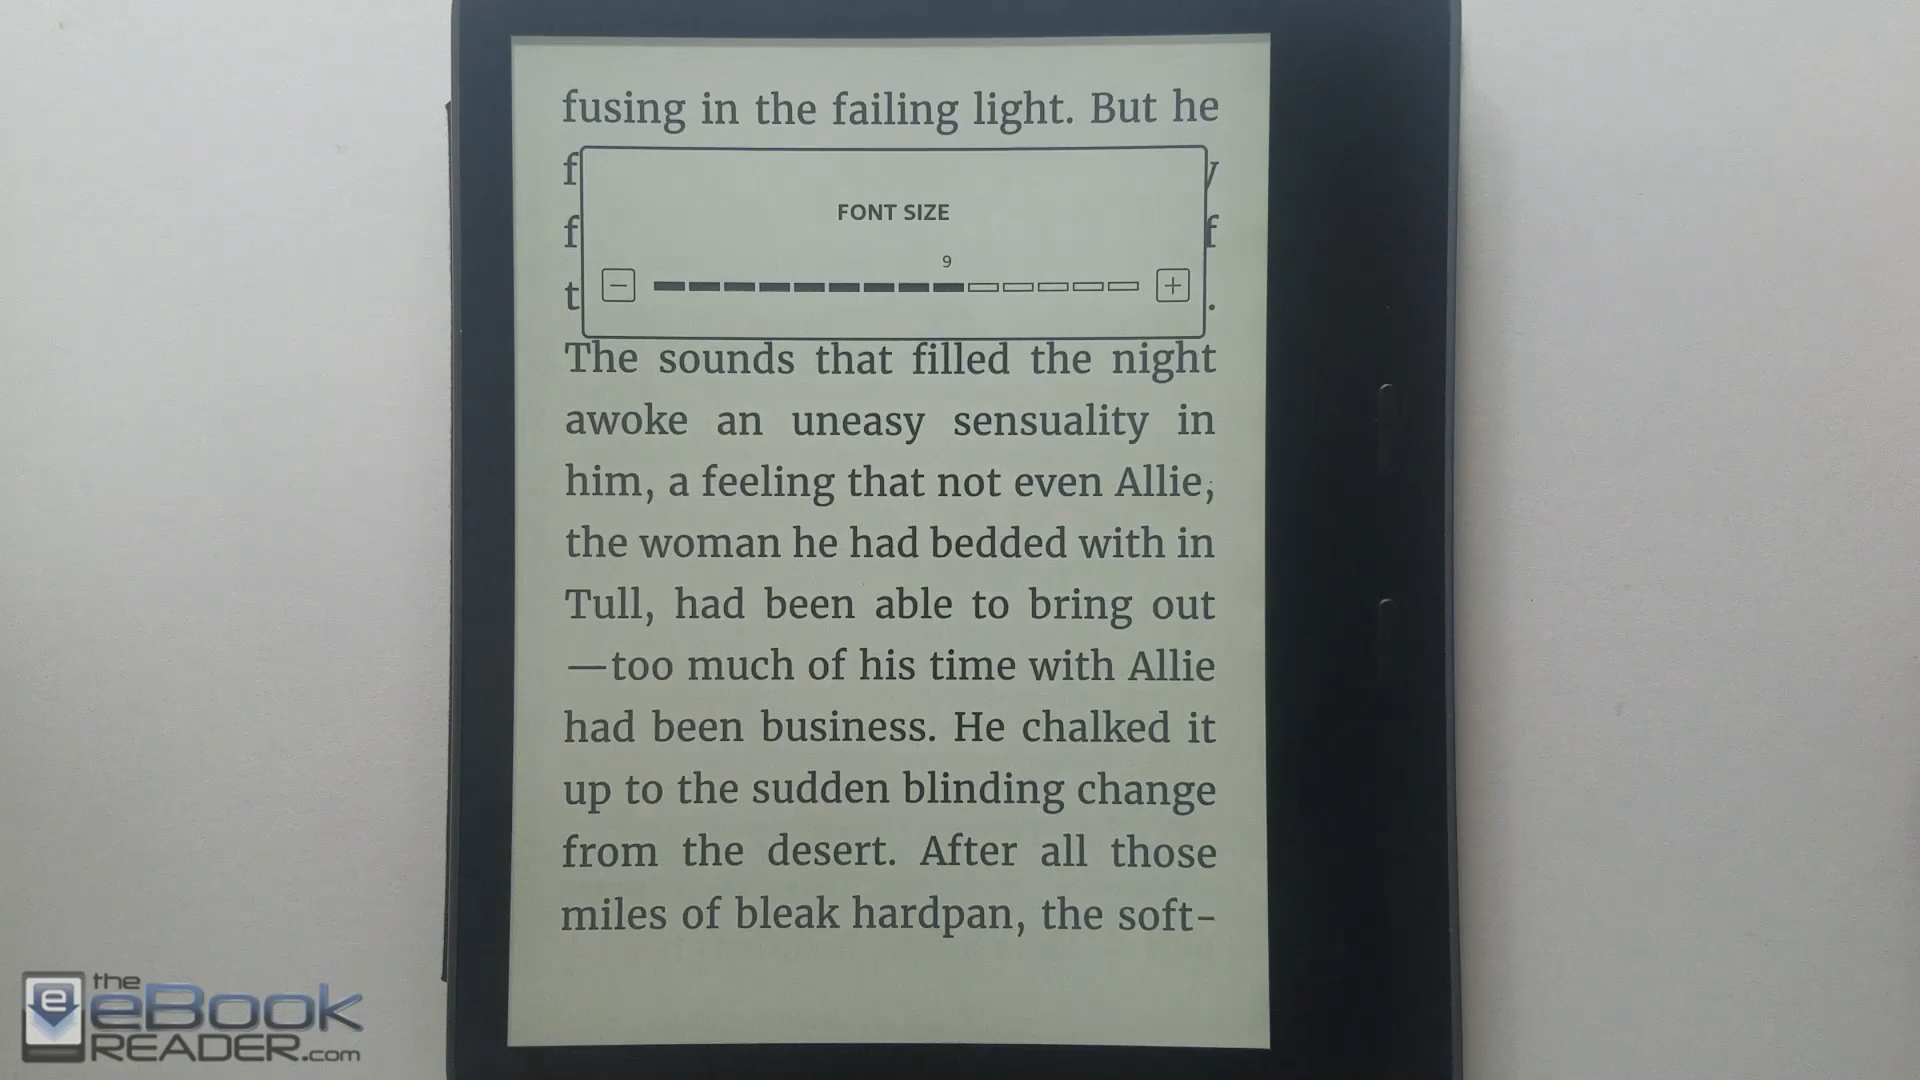 fusing in the failing light. But he
f y
FONT SIZE
f f
9
t .
The sounds that filled the night
awoke an uneasy sensuality in
him, a feeling that not even Allie,
the woman he had bedded with in
Tull, had been able to bring out
—too much of his time with Allie
had been business. He chalked it
up to the sudden blinding change
from the desert. After all those
miles of bleak hardpan, the soft-
e
the
eBook
READER.com